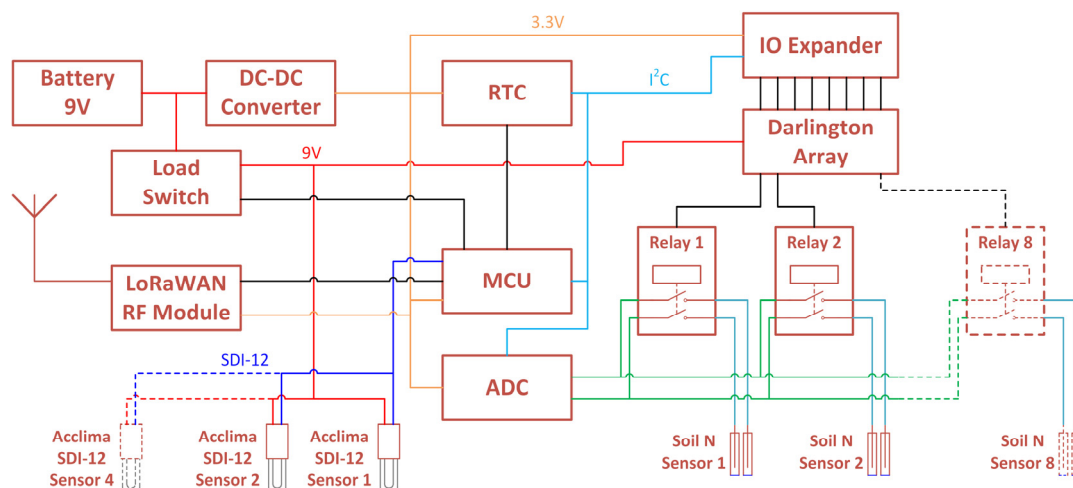 3.3V
IO Expander
Battery
9V
DC-DC
Converter
RTC
I²C
Darlington
Array
9V
Load
Switch
Relay 1
Relay 2
Relay 8
LoRaWAN
RF Module
MCU
SDI-12
ADC
Acclima
SDI-12
Sensor 4
Acclima
SDI-12
Sensor 2
Acclima
SDI-12
Sensor 1
Soil N
Sensor 1
Soil N
Sensor 2
Soil N
Sensor 8